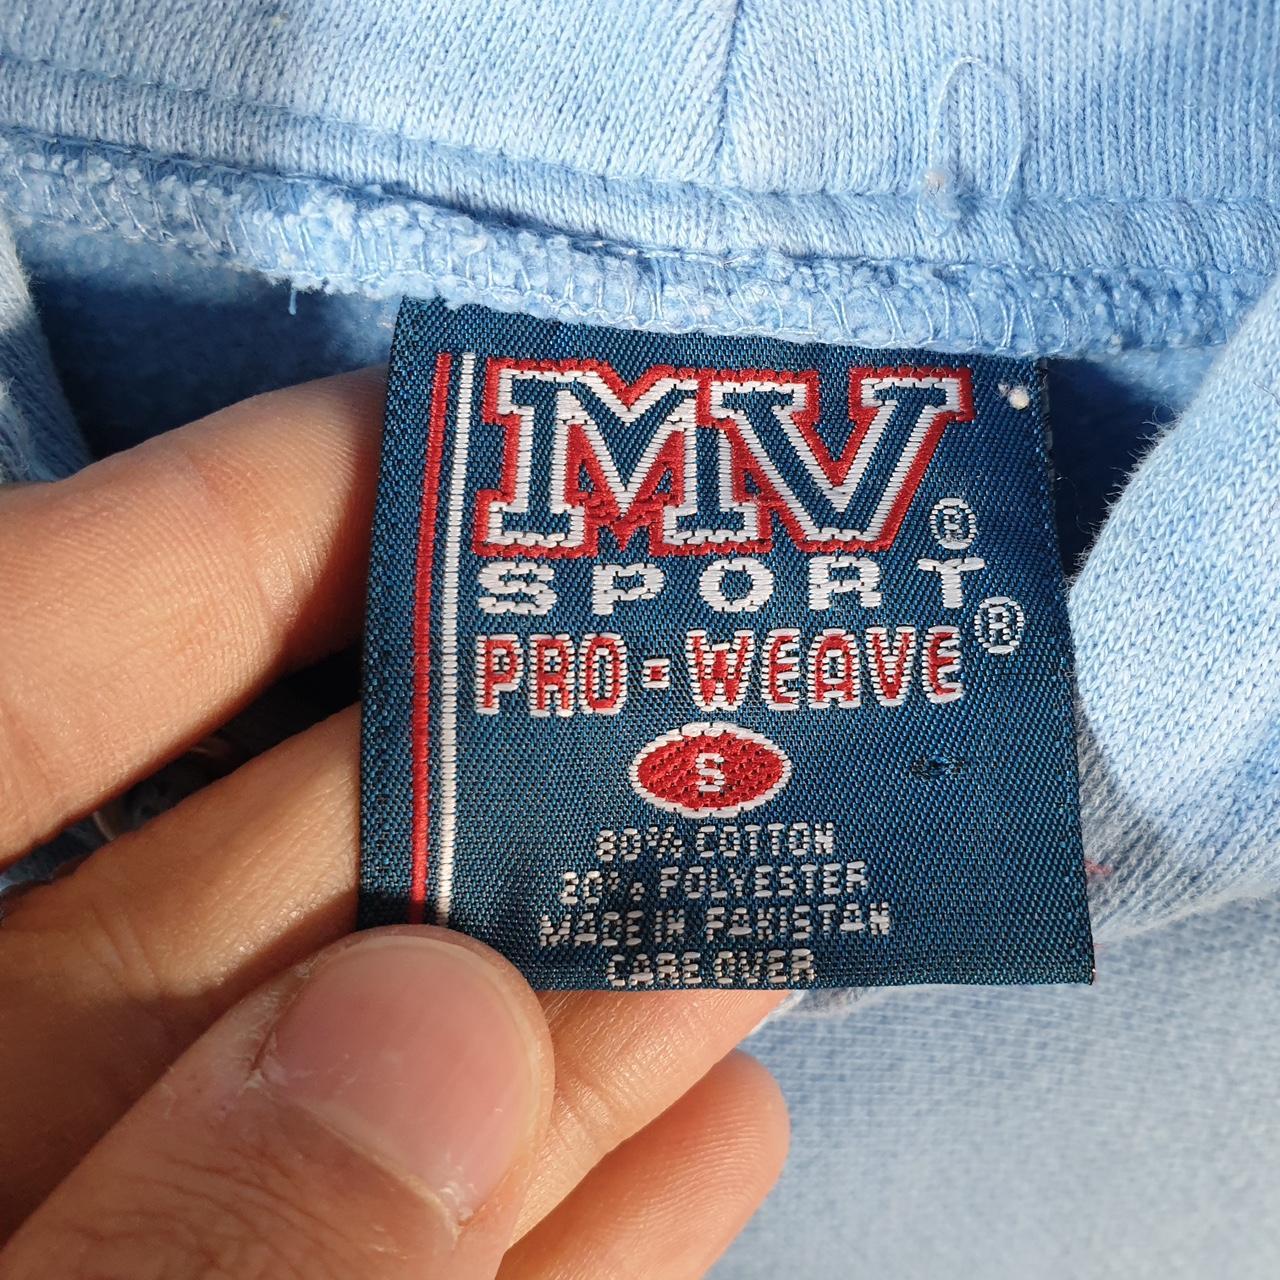 MV®
SPORT
PRO-WEAVE®
S
80% COTTON
20% POLYESTER
MADE IN PAKISTAN
CARE OVER